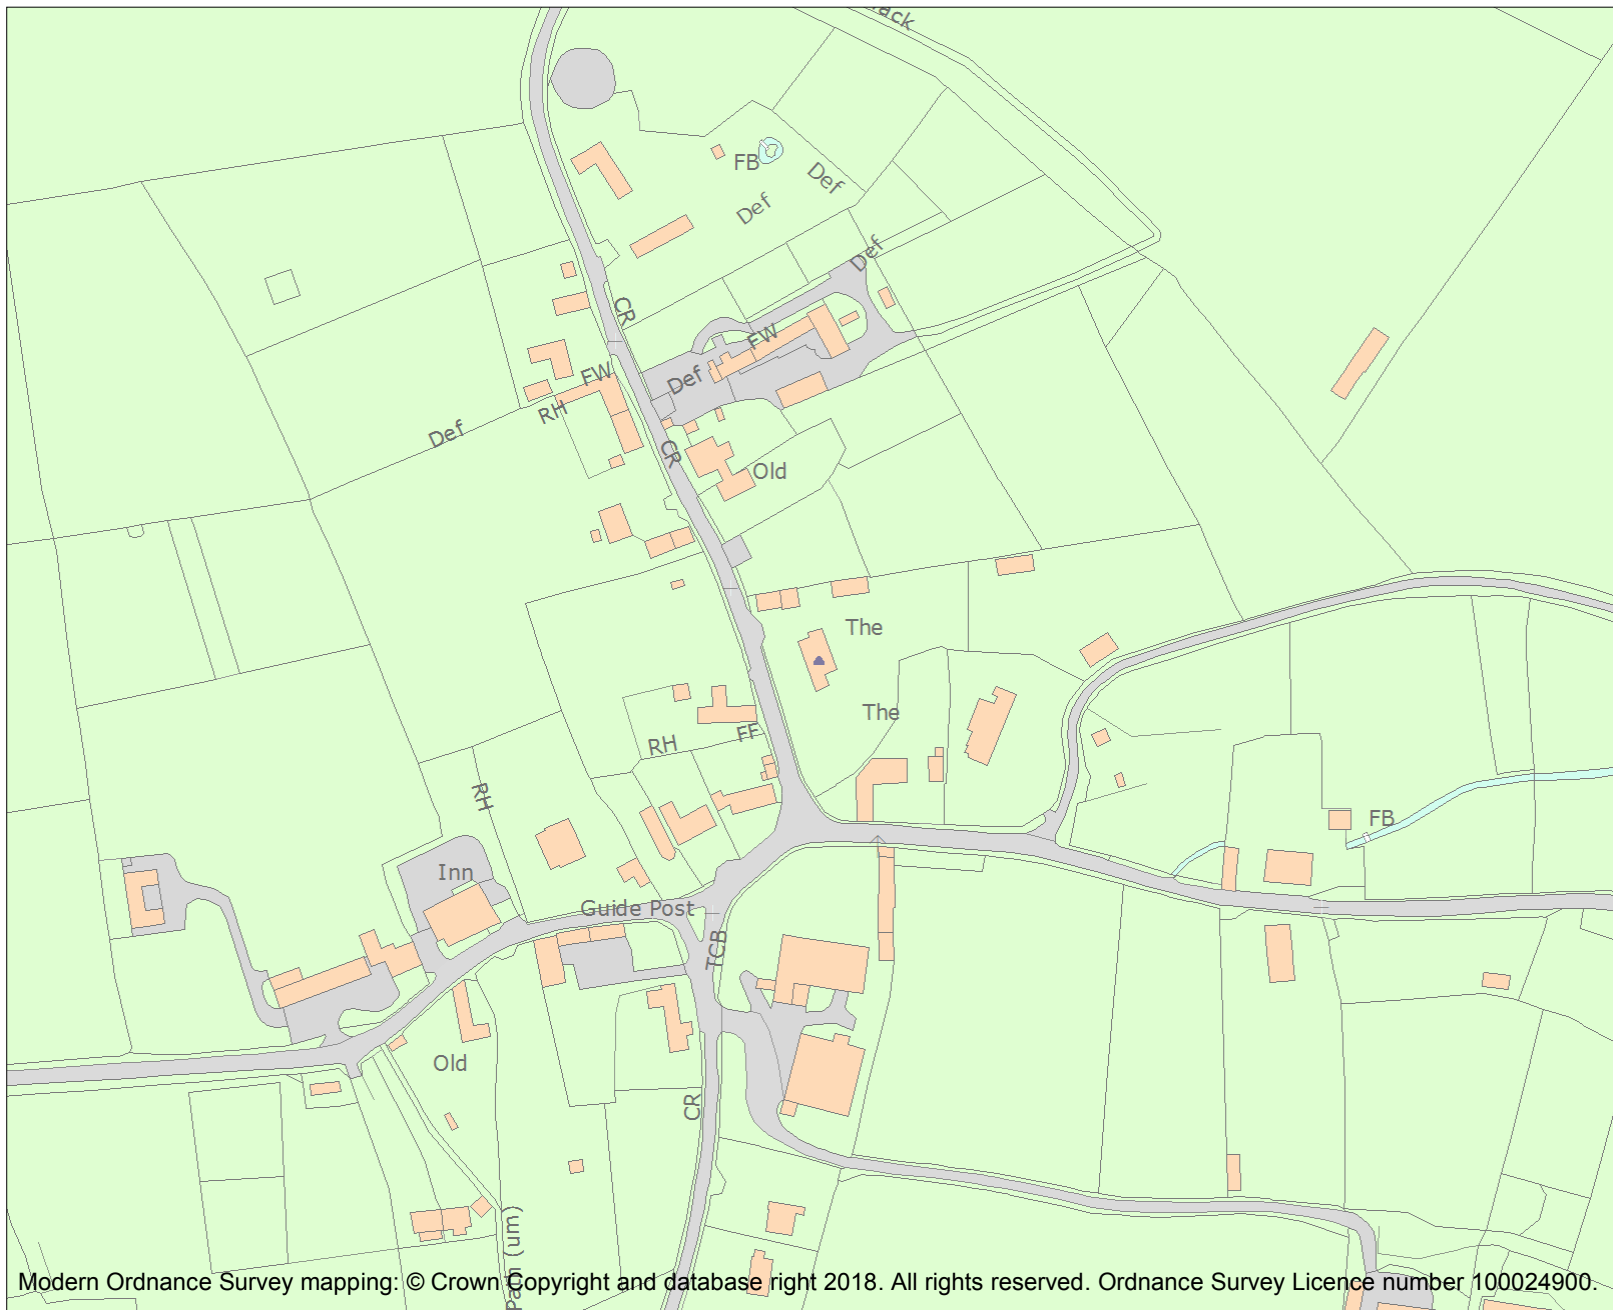 ack
FB
Def
Def
Def
CR
FW
FW
Def
RH
Def
CR
Old
The
The
FF
RH
RH
FB
Inn
Guide Post
TCB
Old
CR
Path (um)
Modern Ordnance Survey mapping: © Crown Copyright and database right 2018. All rights reserved. Ordnance Survey Licence number 100024900.